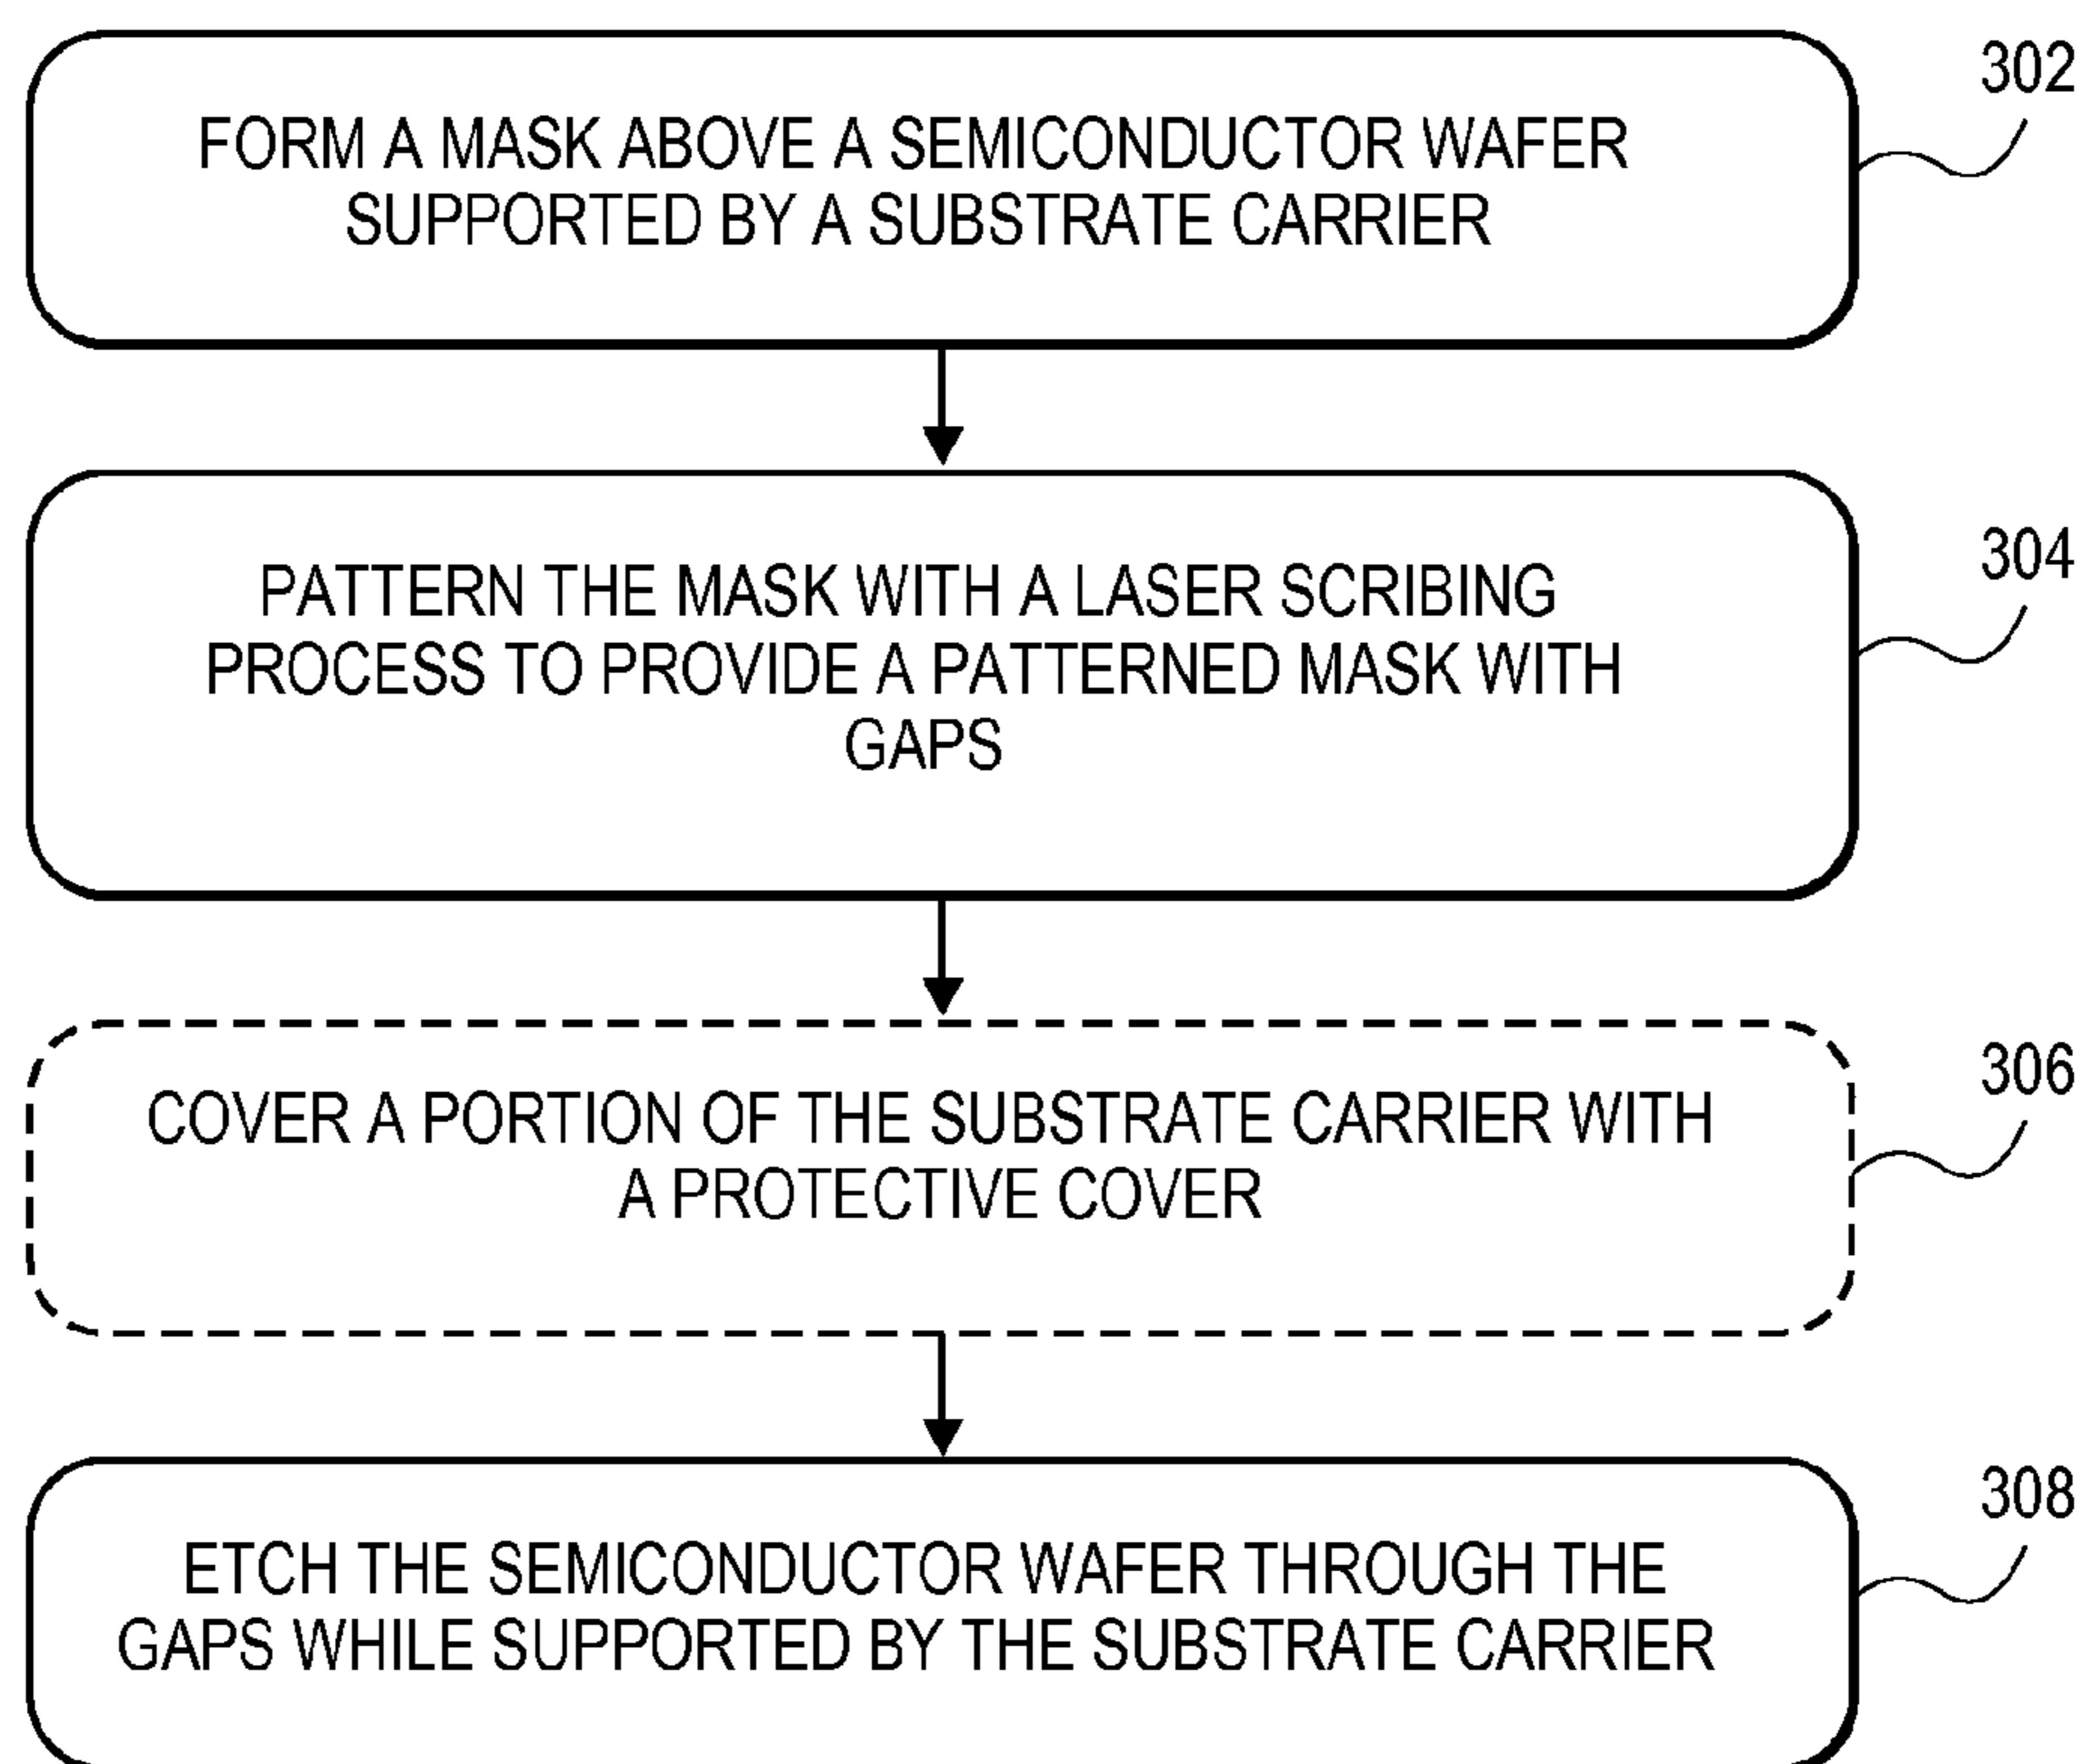 302
FORM A MASK ABOVE A SEMICONDUCTOR WAFER
SUPPORTED BY A SUBSTRATE CARRIER
304
PATTERN THE MASK WITH A LASER SCRIBING
PROCESS TO PROVIDE A PATTERNED MASK WITH
GAPS
306
COVER A PORTION OF THE SUBSTRATE CARRIER WITH
A PROTECTIVE COVER
308
ETCH THE SEMICONDUCTOR WAFER THROUGH THE
GAPS WHILE SUPPORTED BY THE SUBSTRATE CARRIER